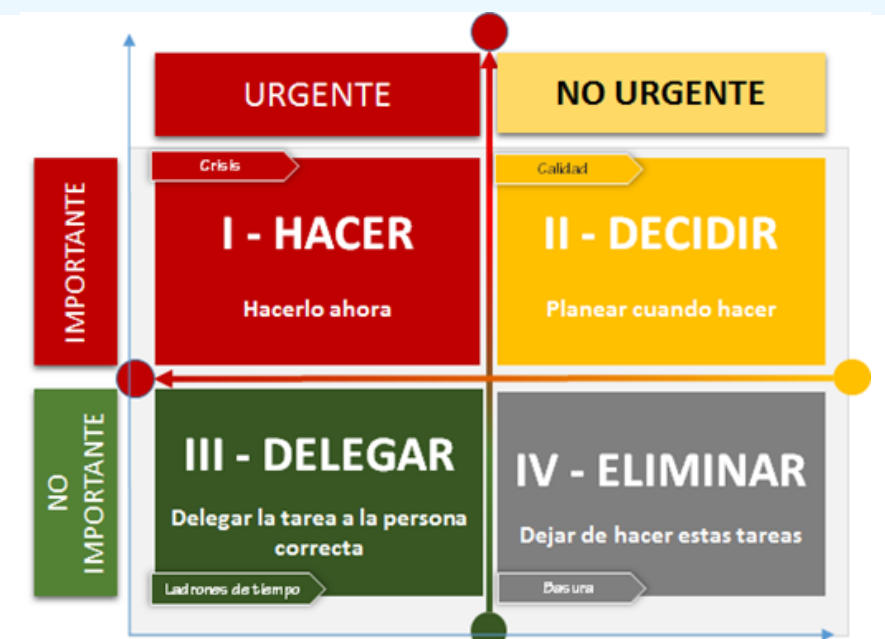 URGENTE
NO URGENTE
IMPORTANTE
Crisis
I - HACER
Hacerlo ahora
Calidad
II - DECIDIR
Planear cuando hacer
NO
IMPORTANTE
III - DELEGAR
Delegar la tarea a la persona
correcta
Ladrones de tiempo
IV - ELIMINAR
Dejar de hacer estas tareas
Basura